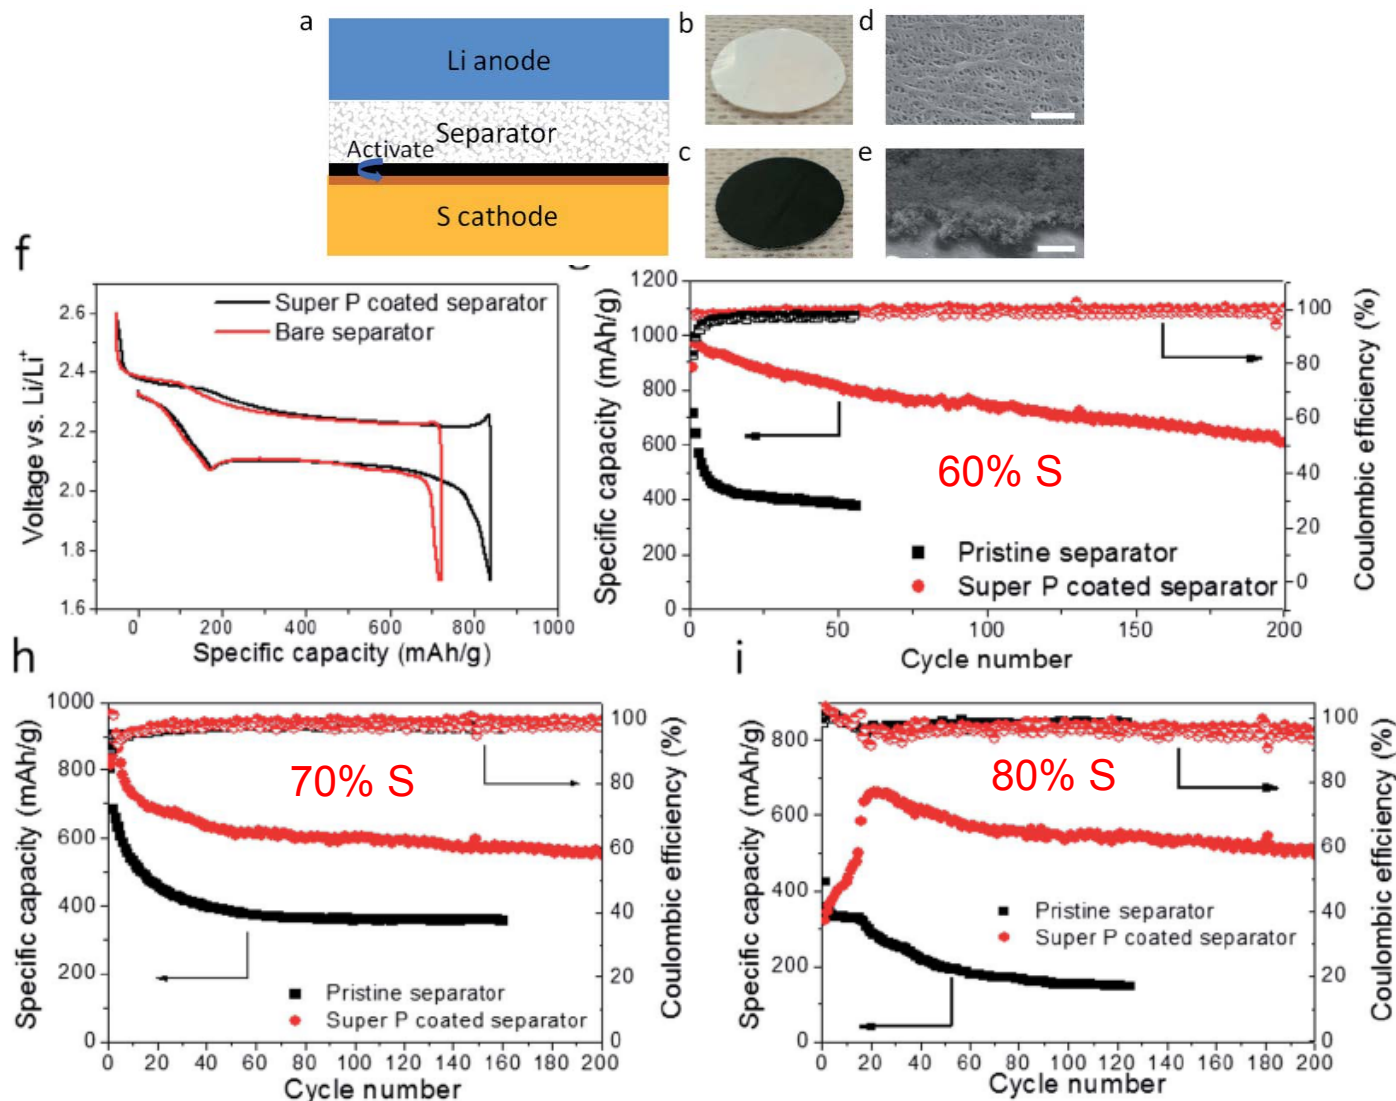 a
Li anode
Separator
Activate
S cathode
b
d
c
e
f
Super P coated separator
Bare separator
2.6
2.4
2.2
2.0
1.8
1.6
0
200
400
600
800
1000
Voltage vs. Li/Li⁺
Specific capacity (mAh/g)
1200
1000
800
600
400
200
0
Specific capacity (mAh/g)
60% S
Pristine separator
Super P coated separator
100
80
60
40
20
0
Coulombic efficiency (%)
0
50
100
150
200
Cycle number
h
1000
800
600
400
200
0
Specific capacity (mAh/g)
70% S
Pristine separator
Super P coated separator
100
80
60
40
20
0
Coulombic efficiency (%)
0
20
40
60
80
100
120
140
160
180
200
Cycle number
i
800
600
400
200
0
Specific capacity (mAh/g)
80% S
Pristine separator
Super P coated separator
100
80
60
40
20
0
Coulombic efficiency (%)
0
20
40
60
80
100
120
140
160
180
200
Cycle number